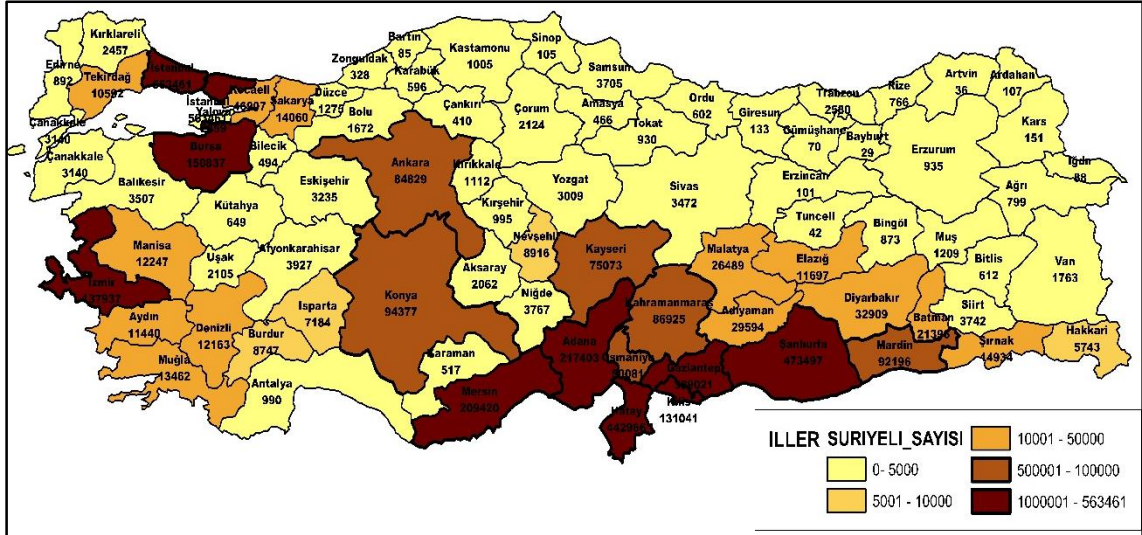 Kırklareli
2457
Edirne
892
Tekirdağ
10592
İstanbul
563461
Kocaeli
Sakarya
14060
Düzce
1275
Zonguldak
328
Bartın
85
Karabük
596
Kastamonu
1005
Sinop
105
Samsun
3705
Çankırı
410
Çorum
2124
Amasya
466
Tokat
930
Ordu
602
Giresun
133
Trabzon
2580
Rize
766
Artvin
36
Ardahan
107
Kars
151
Gümüşhane
70
Bayburt
29
Erzurum
935
Iğdır
88
Ağrı
799
Çanakkale
3140
Çanakkale
3140
Balıkesir
3507
Bursa
Bilecik
494
Bolu
1672
Eskişehir
3235
Kütahya
649
Ankara
84829
Kırıkkale
1112
Kırşehir
995
Yozgat
3009
Sivas
3472
Erzincan
101
Tunceli
42
Bingöl
873
Muş
1209
Bitlis
612
Van
1763
Manisa
12247
Uşak
2105
Afyonkarahisar
3927
İzmir
Aydın
11440
Denizli
12163
Burdur
8747
Isparta
7184
Muğla
13462
Antalya
990
Konya
94377
Aksaray
2062
Nevşehir
8916
Niğde
3767
Kayseri
75073
Karaman
517
Mersin
209420
Adana
217403
Osmaniye
Kahramanmaraş
86925
Malatya
26489
Elazığ
11697
Adıyaman
29594
Diyarbakır
32909
Batman
21396
Siirt
3742
Şırnak
14934
Hakkari
5743
Mardin
92196
Şanlıurfa
473497
Gaziantep
Kilis
131041
Hatay
ILLER SURIYELI_SAYISI
0- 5000
5001 - 10000
10001 - 50000
500001 - 100000
1000001 - 563461